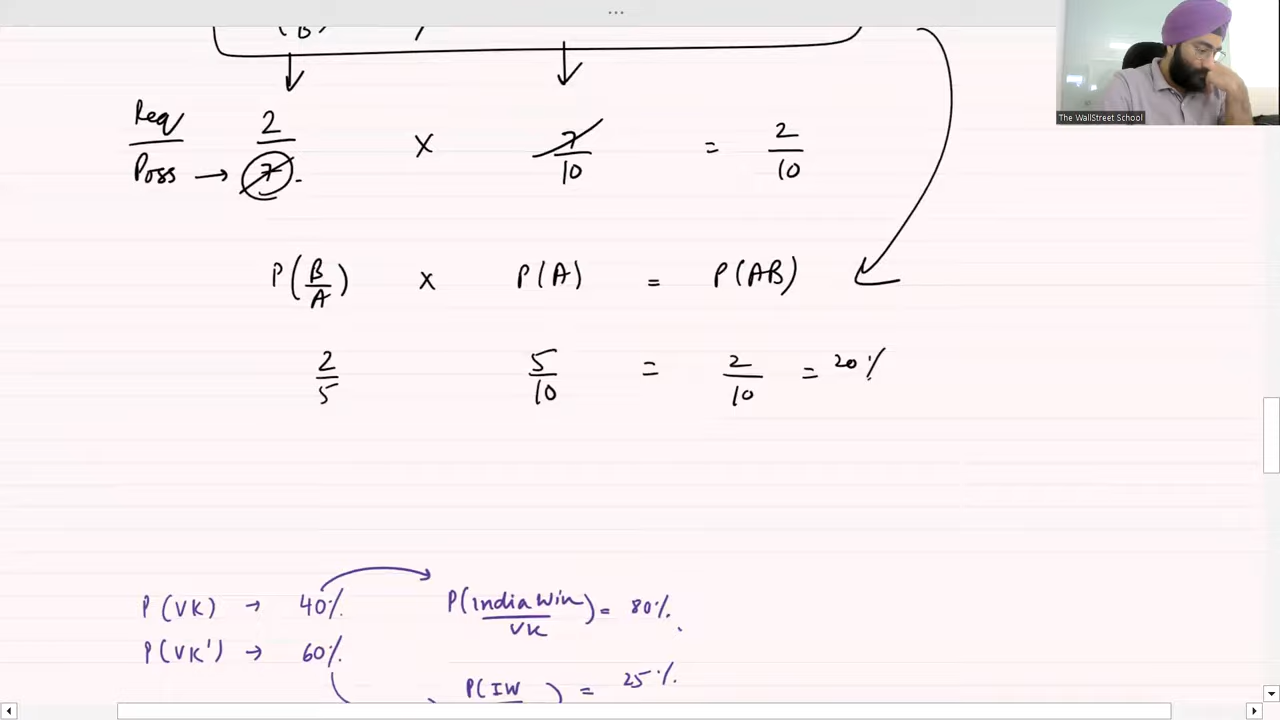 The WallStreet School
Req/Poss → 2/7 x 7/10 = 2/10
P(B/A) x P(A) = P(AB)
2/5 5/10 = 2/10 = 20%
P(VK) → 40% P(India Win/VK) = 80%
P(VK') → 60%
P(IW ) = 25%